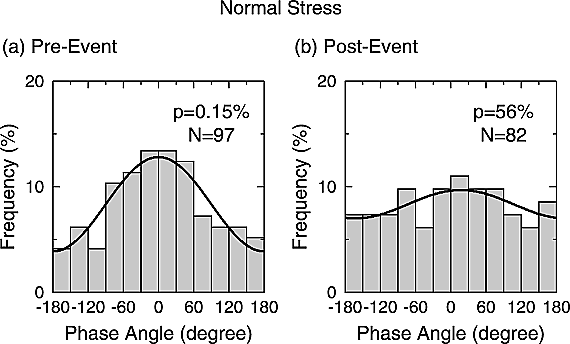 Normal Stress
(a) Pre-Event
(b) Post-Event
20
p=0.15%
N=97
10
0
Frequency (%)
-180 -120 -60 0 60 120 180
Phase Angle (degree)
20
p=56%
N=82
10
0
Frequency (%)
-180 -120 -60 0 60 120 180
Phase Angle (degree)